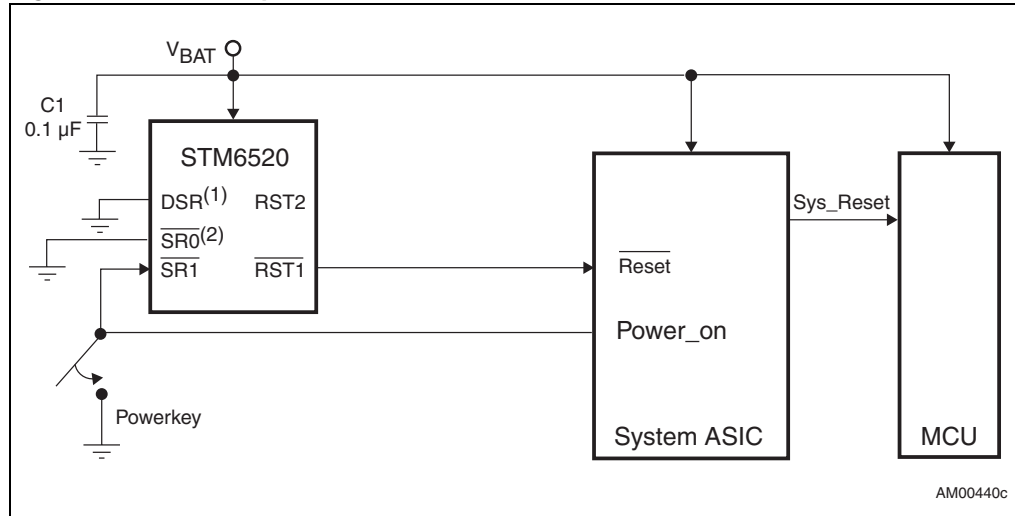 VBAT
C1
0.1 µF
STM6520
DSR(1) RST2
SR0(2)
SR1 RST1
Sys_Reset
Reset
Power_on
Powerkey
System ASIC
MCU
AM00440c